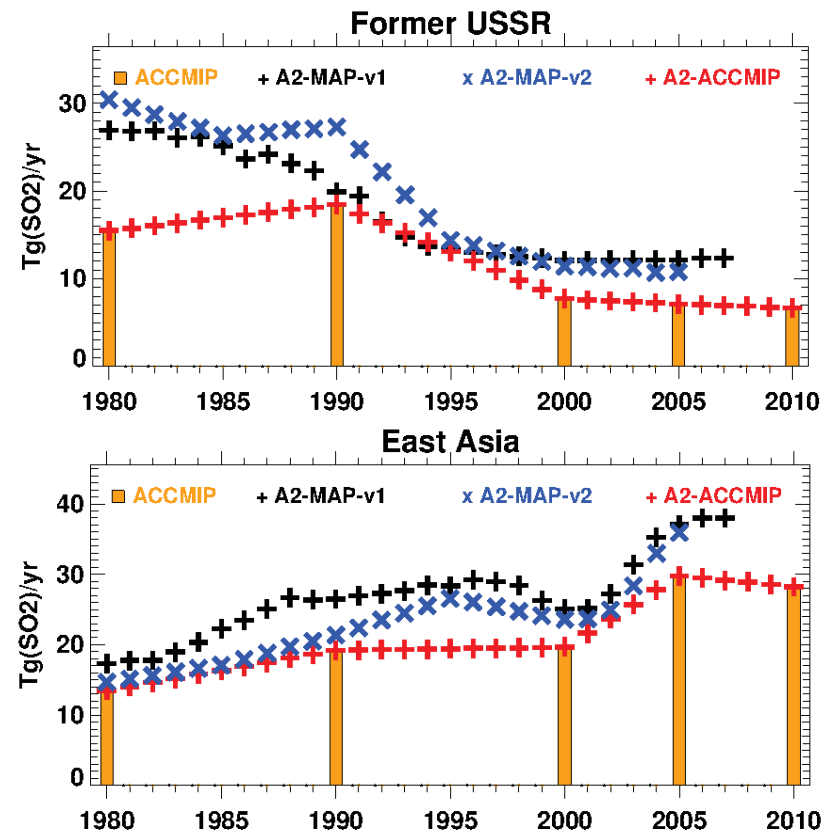 Former USSR
ACCMIP + A2-MAP-v1 x A2-MAP-v2 + A2-ACCMIP
Tg(SO2)/yr
30
20
10
0
1980 1985 1990 1995 2000 2005 2010
East Asia
ACCMIP + A2-MAP-v1 x A2-MAP-v2 + A2-ACCMIP
Tg(SO2)/yr
40
30
20
10
0
1980 1985 1990 1995 2000 2005 2010